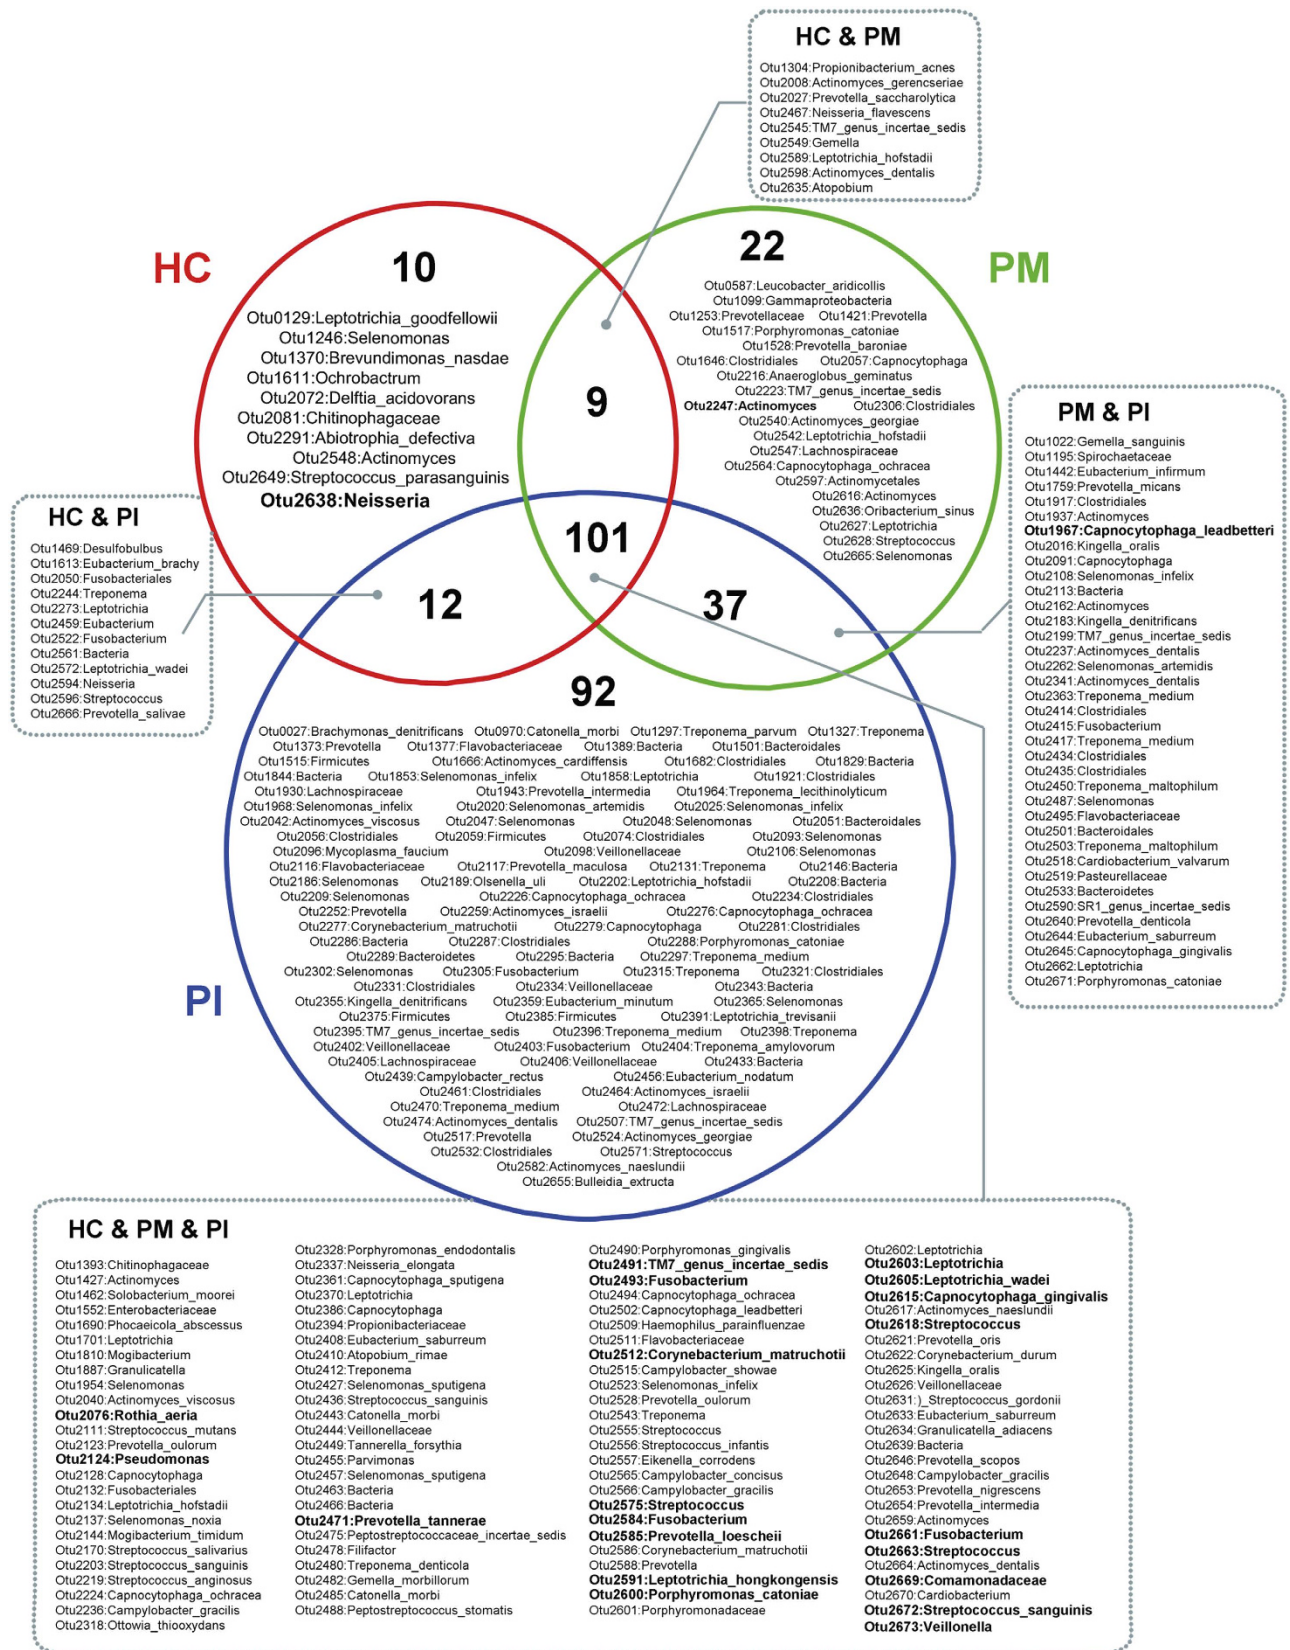 HC & PM
Otu1304:Propionibacterium_acnes
Otu2008:Actinomyces_gerencseriae
Otu2027:Prevotella_saccharolytica
Otu2467:Neisseria_flavescens
Otu2545:TM7_genus_incertae_sedis
Otu2549:Gemella
Otu2589:Leptotrichia_hofstadii
Otu2598:Actinomyces_dentalis
Otu2635:Atopobium
HC
10
Otu0129:Leptotrichia_goodfellowii
Otu1246:Selenomonas
Otu1370:Brevundimonas_nasdae
Otu1611:Ochrobactrum
Otu2072:Delftia_acidovorans
Otu2081:Chitinophagaceae
Otu2291:Abiotrophia_defectiva
Otu2548:Actinomyces
Otu2649:Streptococcus_parasanguinis
Otu2638:Neisseria
PM
22
Otu0587:Leucobacter_aridicollis
Otu1099:Gammaproteobacteria
Otu1253:Prevotellaceae Otu1421:Prevotella
Otu1517:Porphyromonas_catoniae
Otu1528:Prevotella_baroniae
Otu1646:Clostridiales Otu2057:Capnocytophaga
Otu2216:Anaeroglobus_geminatus
Otu2223:TM7_genus_incertae_sedis
Otu2247:Actinomyces Otu2306:Clostridiales
Otu2540:Actinomyces_georgiae
Otu2542:Leptotrichia_hofstadii
Otu2547:Lachnospiraceae
Otu2564:Capnocytophaga_ochracea
Otu2597:Actinomycetales
Otu2616:Actinomyces
Otu2636:Oribacterium_sinus
Otu2627:Leptotrichia
Otu2628:Streptococcus
Otu2665:Selenomonas
9
101
12
37
HC & PI
Otu1469:Desulfobulbus
Otu1613:Eubacterium_brachy
Otu2050:Fusobacteriales
Otu2244:Treponema
Otu2273:Leptotrichia
Otu2459:Eubacterium
Otu2522:Fusobacterium
Otu2561:Bacteria
Otu2572:Leptotrichia_wadei
Otu2594:Neisseria
Otu2596:Streptococcus
Otu2666:Prevotella_salivae
PM & PI
Otu1022:Gemella_sanguinis
Otu1195:Spirochaetaceae
Otu1442:Eubacterium_infirmum
Otu1759:Prevotella_micans
Otu1917:Clostridiales
Otu1937:Actinomyces
Otu1967:Capnocytophaga_leadbetteri
Otu2016:Kingella_oralis
Otu2091:Capnocytophaga
Otu2108:Selenomonas_infelix
Otu2113:Bacteria
Otu2162:Actinomyces
Otu2183:Kingella_denitrificans
Otu2199:TM7_genus_incertae_sedis
Otu2237:Actinomyces_dentalis
Otu2262:Selenomonas_artemidis
Otu2341:Actinomyces_dentalis
Otu2363:Treponema_medium
Otu2414:Clostridiales
Otu2415:Fusobacterium
Otu2417:Treponema_medium
Otu2434:Clostridiales
Otu2435:Clostridiales
Otu2450:Treponema_maltophilum
Otu2487:Selenomonas
Otu2495:Flavobacteriaceae
Otu2501:Bacteroidales
Otu2503:Treponema_maltophilum
Otu2518:Cardiobacterium_valvarum
Otu2519:Pasteurellaceae
Otu2533:Bacteroidetes
Otu2590:SR1_genus_incertae_sedis
Otu2640:Prevotella_denticola
Otu2644:Eubacterium_saburreum
Otu2645:Capnocytophaga_gingivalis
Otu2662:Leptotrichia
Otu2671:Porphyromonas_catoniae
PI
92
Otu0027:Brachymonas_denitrificans Otu0970:Catonella_morbi Otu1297:Treponema_parvum Otu1327:Treponema
Otu1373:Prevotella Otu1377:Flavobacteriaceae Otu1389:Bacteria Otu1501:Bacteroidales
Otu1515:Firmicutes Otu1666:Actinomyces_cardiffensis Otu1682:Clostridiales Otu1829:Bacteria
Otu1844:Bacteria Otu1853:Selenomonas_infelix Otu1858:Leptotrichia Otu1921:Clostridiales
Otu1930:Lachnospiraceae Otu1943:Prevotella_intermedia Otu1964:Treponema_lecithinolyticum
Otu1968:Selenomonas_infelix Otu2020:Selenomonas_artemidis Otu2025:Selenomonas_infelix
Otu2042:Actinomyces_viscosus Otu2047:Selenomonas Otu2048:Selenomonas Otu2051:Bacteroidales
Otu2056:Clostridiales Otu2059:Firmicutes Otu2074:Clostridiales Otu2093:Selenomonas
Otu2096:Mycoplasma_faucium Otu2098:Veillonellaceae Otu2106:Selenomonas
Otu2116:Flavobacteriaceae Otu2117:Prevotella_maculosa Otu2131:Treponema Otu2146:Bacteria
Otu2186:Selenomonas Otu2189:Olsenella_uli Otu2202:Leptotrichia_hofstadii Otu2208:Bacteria
Otu2209:Selenomonas Otu2226:Capnocytophaga_ochracea Otu2234:Clostridiales
Otu2252:Prevotella Otu2259:Actinomyces_israelii Otu2276:Capnocytophaga_ochracea
Otu2277:Corynebacterium_matruchotii Otu2279:Capnocytophaga Otu2281:Clostridiales
Otu2286:Bacteria Otu2287:Clostridiales Otu2288:Porphyromonas_catoniae
Otu2289:Bacteroidetes Otu2295:Bacteria Otu2297:Treponema_medium
Otu2302:Selenomonas Otu2305:Fusobacterium Otu2315:Treponema Otu2321:Clostridiales
Otu2331:Clostridiales Otu2334:Veillonellaceae Otu2343:Bacteria
Otu2355:Kingella_denitrificans Otu2359:Eubacterium_minutum Otu2365:Selenomonas
Otu2375:Firmicutes Otu2385:Firmicutes Otu2391:Leptotrichia_trevisanii
Otu2395:TM7_genus_incertae_sedis Otu2396:Treponema_medium Otu2398:Treponema
Otu2402:Veillonellaceae Otu2403:Fusobacterium Otu2404:Treponema_amylovorum
Otu2405:Lachnospiraceae Otu2406:Veillonellaceae Otu2433:Bacteria
Otu2439:Campylobacter_rectus Otu2456:Eubacterium_nodatum
Otu2461:Clostridiales Otu2464:Actinomyces_israelii
Otu2470:Treponema_medium Otu2472:Lachnospiraceae
Otu2474:Actinomyces_dentalis Otu2507:TM7_genus_incertae_sedis
Otu2517:Prevotella Otu2524:Actinomyces_georgiae
Otu2532:Clostridiales Otu2571:Streptococcus
Otu2582:Actinomyces_naeslundii
Otu2655:Bulleidia_extructa
HC & PM & PI
Otu1393:Chitinophagaceae
Otu1427:Actinomyces
Otu1462:Solobacterium_moorei
Otu1552:Enterobacteriaceae
Otu1690:Phocaeicola_abscessus
Otu1701:Leptotrichia
Otu1810:Mogibacterium
Otu1887:Granulicatella
Otu1954:Selenomonas
Otu2040:Actinomyces_viscosus
Otu2076:Rothia_aeria
Otu2111:Streptococcus_mutans
Otu2123:Prevotella_oulorum
Otu2124:Pseudomonas
Otu2128:Capnocytophaga
Otu2132:Fusobacteriales
Otu2134:Leptotrichia_hofstadii
Otu2137:Selenomonas_noxia
Otu2144:Mogibacterium_timidum
Otu2170:Streptococcus_salivarius
Otu2203:Streptococcus_sanguinis
Otu2219:Streptococcus_anginosus
Otu2224:Capnocytophaga_ochracea
Otu2236:Campylobacter_gracilis
Otu2318:Ottowia_thiooxydans
Otu2328:Porphyromonas_endodontalis
Otu2337:Neisseria_elongata
Otu2361:Capnocytophaga_sputigena
Otu2370:Leptotrichia
Otu2386:Capnocytophaga
Otu2394:Propionibacteriaceae
Otu2408:Eubacterium_saburreum
Otu2410:Atopobium_rimae
Otu2412:Treponema
Otu2427:Selenomonas_sputigena
Otu2436:Streptococcus_sanguinis
Otu2443:Catonella_morbi
Otu2444:Veillonellaceae
Otu2449:Tannerella_forsythia
Otu2455:Parvimonas
Otu2457:Selenomonas_sputigena
Otu2463:Bacteria
Otu2466:Bacteria
Otu2471:Prevotella_tannerae
Otu2475:Peptostreptococcaceae_incertae_sedis
Otu2478:Filifactor
Otu2480:Treponema_denticola
Otu2482:Gemella_morbillorum
Otu2485:Catonella_morbi
Otu2488:Peptostreptococcus_stomatis
Otu2490:Porphyromonas_gingivalis
Otu2491:TM7_genus_incertae_sedis
Otu2493:Fusobacterium
Otu2494:Capnocytophaga_ochracea
Otu2502:Capnocytophaga_leadbetteri
Otu2509:Haemophilus_parainfluenzae
Otu2511:Flavobacteriaceae
Otu2512:Corynebacterium_matruchotii
Otu2515:Campylobacter_showae
Otu2523:Selenomonas_infelix
Otu2528:Prevotella_oulorum
Otu2543:Treponema
Otu2555:Streptococcus
Otu2556:Streptococcus_infantis
Otu2557:Eikenella_corrodens
Otu2565:Campylobacter_concisus
Otu2566:Campylobacter_gracilis
Otu2575:Streptococcus
Otu2584:Fusobacterium
Otu2585:Prevotella_loescheii
Otu2586:Corynebacterium_matruchotii
Otu2588:Prevotella
Otu2591:Leptotrichia_hongkongensis
Otu2600:Porphyromonas_catoniae
Otu2601:Porphyromonadaceae
Otu2602:Leptotrichia
Otu2603:Leptotrichia
Otu2605:Leptotrichia_wadei
Otu2615:Capnocytophaga_gingivalis
Otu2617:Actinomyces_naeslundii
Otu2618:Streptococcus
Otu2621:Prevotella_oris
Otu2622:Corynebacterium_durum
Otu2625:Kingella_oralis
Otu2626:Veillonellaceae
Otu2631:)_Streptococcus_gordonii
Otu2633:Eubacterium_saburreum
Otu2634:Granulicatella_adiacens
Otu2639:Bacteria
Otu2646:Prevotella_scopos
Otu2648:Campylobacter_gracilis
Otu2653:Prevotella_nigrescens
Otu2654:Prevotella_intermedia
Otu2659:Actinomyces
Otu2661:Fusobacterium
Otu2663:Streptococcus
Otu2664:Actinomyces_dentalis
Otu2669:Comamonadaceae
Otu2670:Cardiobacterium
Otu2672:Streptococcus_sanguinis
Otu2673:Veillonella